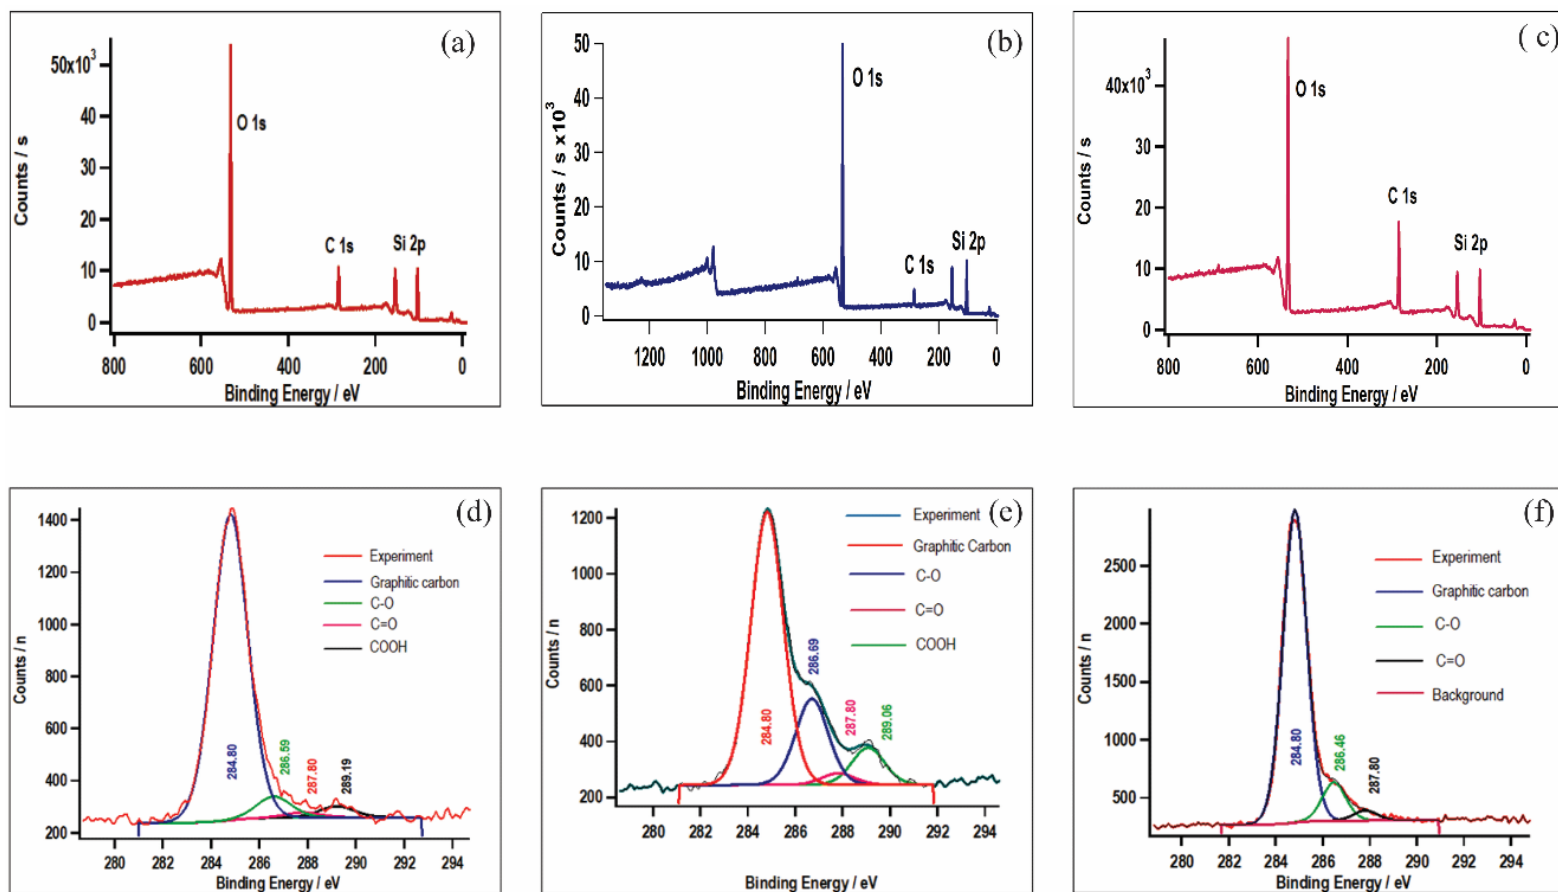 (a)
50x10³
40
30
20
10
0
Counts / s
O 1s
C 1s
Si 2p
800
600
400
200
0
Binding Energy / eV
(b)
50
40
30
20
10
0
Counts / s x10³
O 1s
C 1s
Si 2p
1200
1000
800
600
400
200
0
Binding Energy / eV
( c)
40x10³
30
20
10
0
Counts / s
O 1s
C 1s
Si 2p
800
600
400
200
0
Binding Energy / eV
(d)
1400
1200
1000
800
600
400
200
Counts / n
Experiment
Graphitic carbon
C-O
C=O
COOH
284.80
286.59
287.80
289.19
280
282
284
286
288
290
292
294
Binding Energy / eV
(e)
1200
1000
800
600
400
200
Counts / n
Experiment
Graphitic Carbon
C-O
C=O
COOH
284.80
286.69
287.80
289.06
280
282
284
286
288
290
292
294
Binding Energy / eV
(f)
2500
2000
1500
1000
500
Counts / n
Experiment
Graphitic carbon
C-O
C=O
Background
284.80
286.46
287.80
280
282
284
286
288
290
292
294
Binding Energy / eV